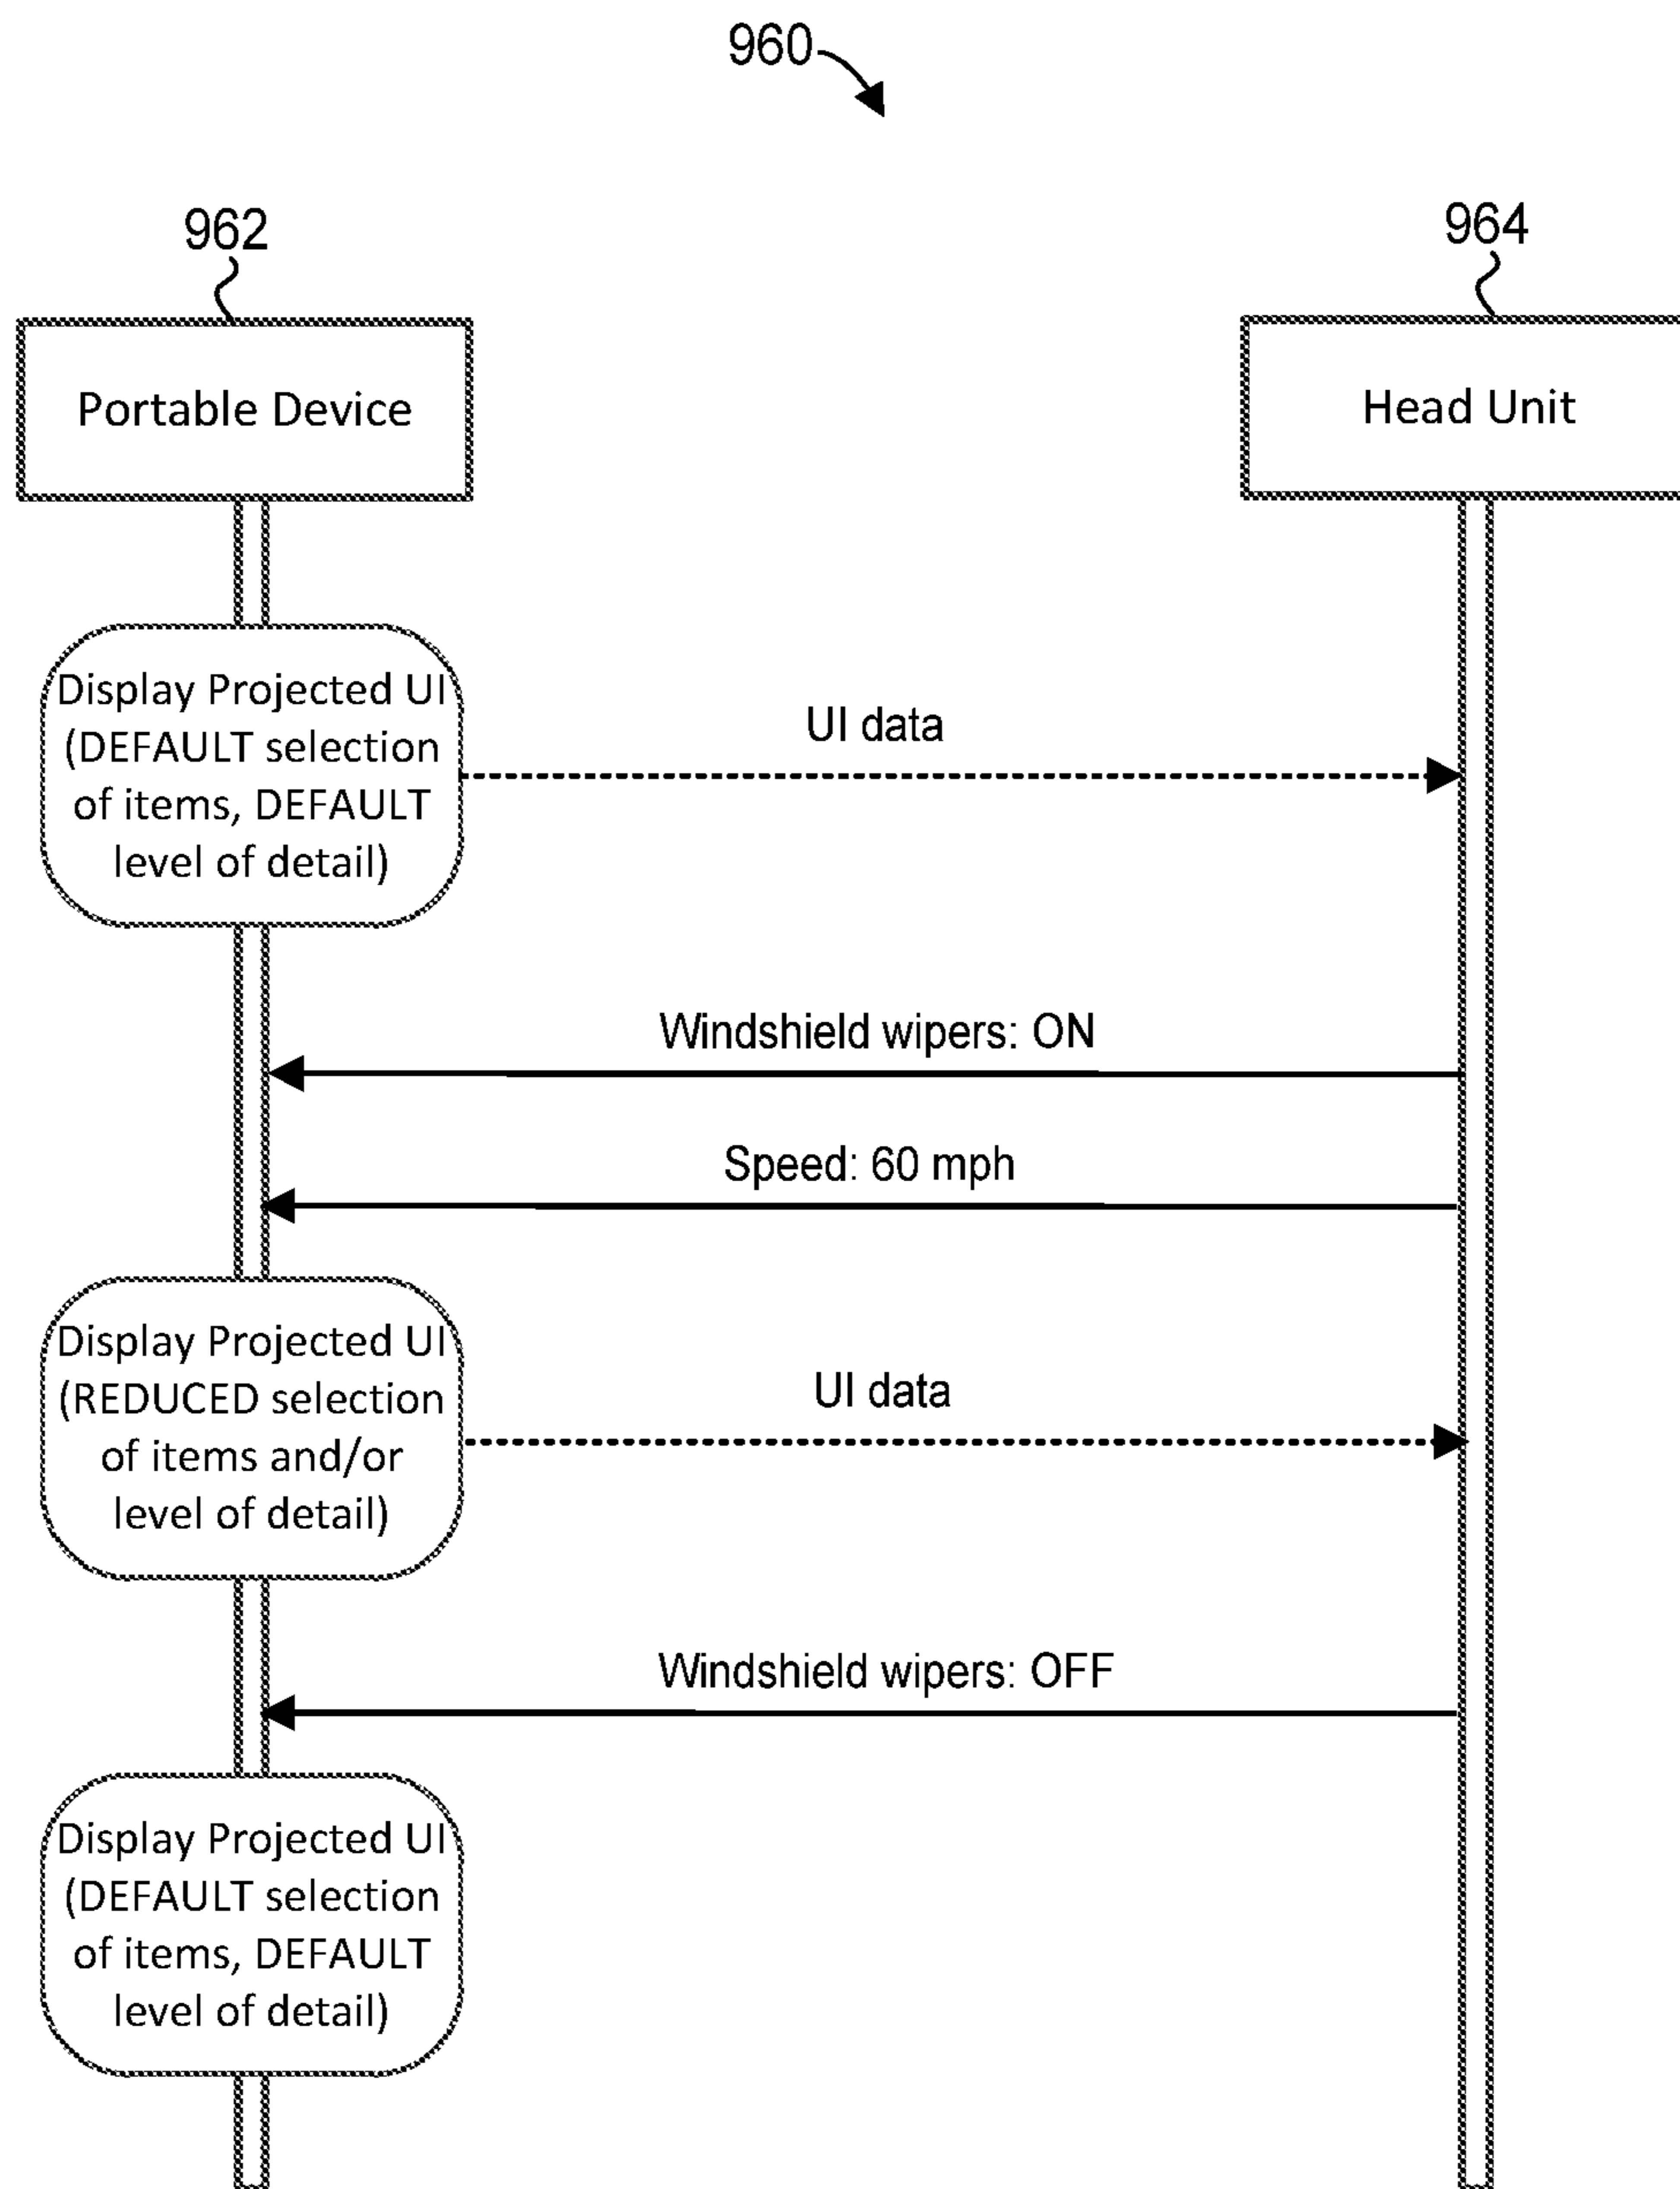 960
962
964
Portable Device
Head Unit
Display Projected UI
(DEFAULT selection
of items, DEFAULT
level of detail)
UI data
Windshield wipers: ON
Speed: 60 mph
Display Projected UI
(REDUCED selection
of items and/or
level of detail)
UI data
Windshield wipers: OFF
Display Projected UI
(DEFAULT selection
of items, DEFAULT
level of detail)